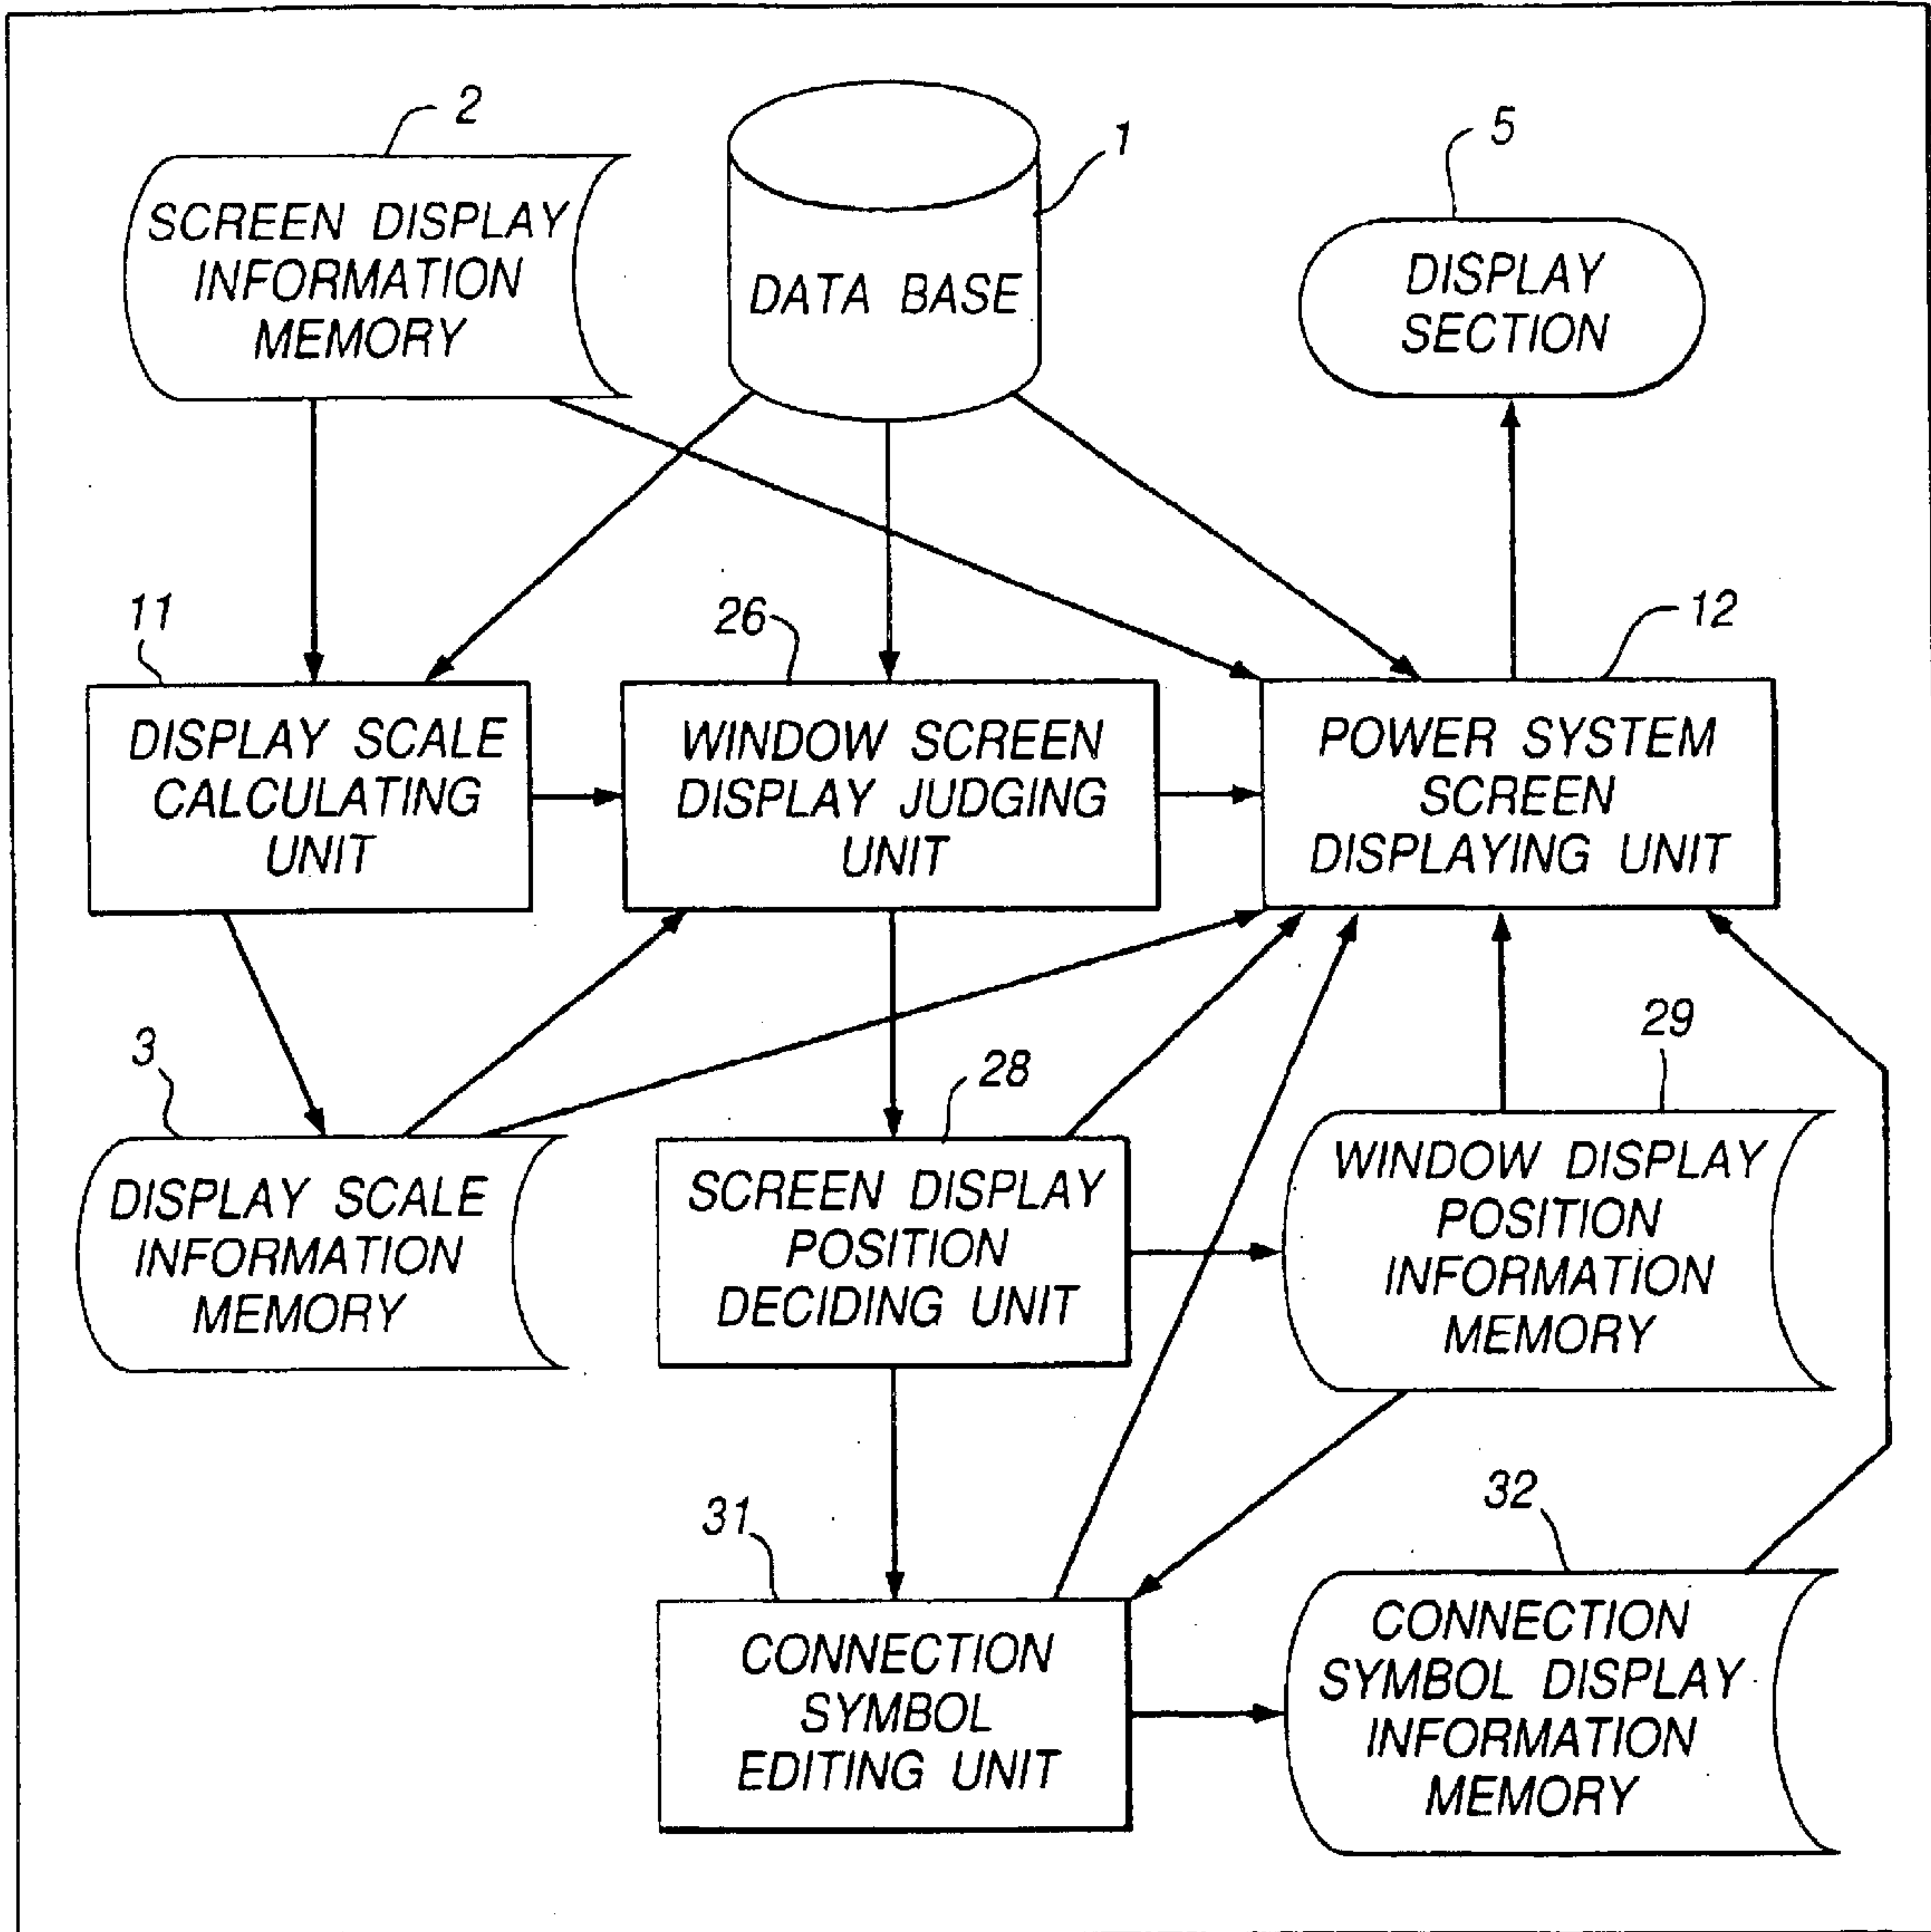 2
SCREEN DISPLAY
INFORMATION
MEMORY
1
DATA BASE
5
DISPLAY
SECTION
11
DISPLAY SCALE
CALCULATING
UNIT
26
WINDOW SCREEN
DISPLAY JUDGING
UNIT
12
POWER SYSTEM
SCREEN
DISPLAYING UNIT
3
DISPLAY SCALE
INFORMATION
MEMORY
28
SCREEN DISPLAY
POSITION
DECIDING UNIT
29
WINDOW DISPLAY
POSITION
INFORMATION
MEMORY
31
CONNECTION
SYMBOL
EDITING UNIT
32
CONNECTION
SYMBOL DISPLAY
INFORMATION
MEMORY